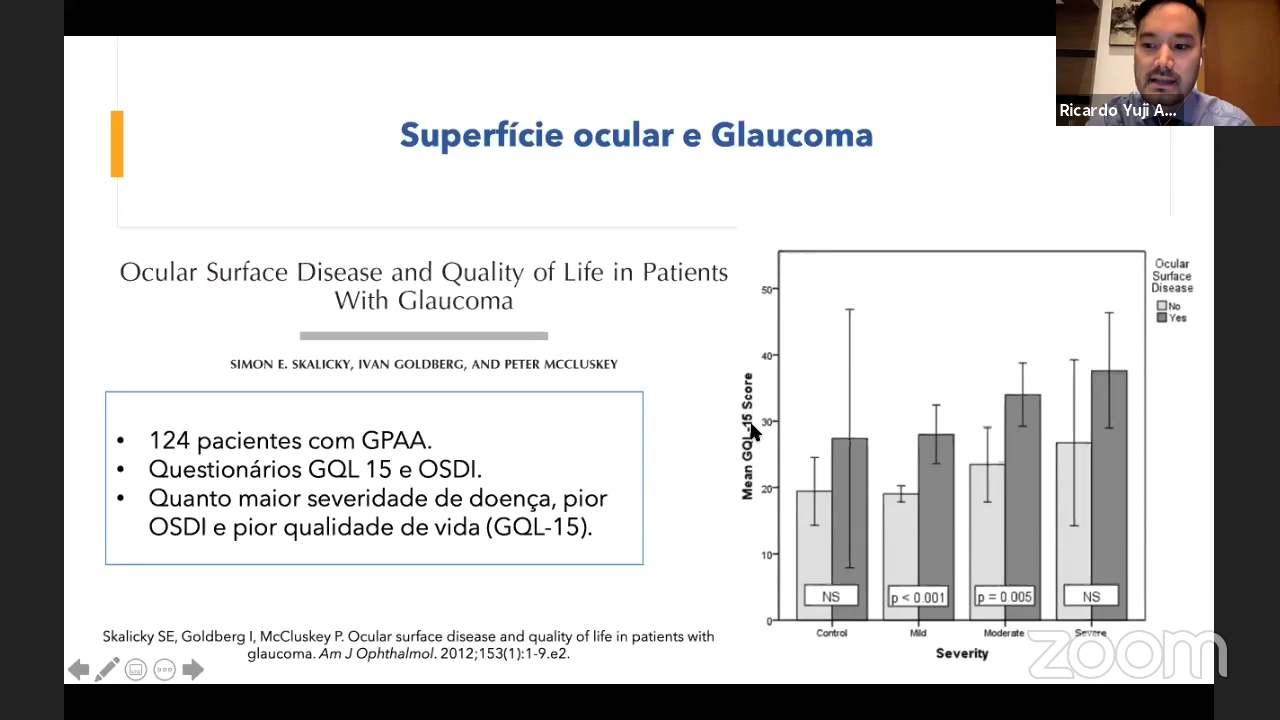 Ricardo Yuji A...
Superfície ocular e Glaucoma
Ocular Surface Disease and Quality of Life in Patients
With Glaucoma
SIMON E. SKALICKY, IVAN GOLDBERG, AND PETER MCCLUSKEY
• 124 pacientes com GPAA.
• Questionários GQL 15 e OSDI.
• Quanto maior severidade de doença, pior
OSDI e pior qualidade de vida (GQL-15).
Skalicky SE, Goldberg I, McCluskey P. Ocular surface disease and quality of life in patients with
glaucoma. Am J Ophthalmol. 2012;153(1):1-9.e2.
Ocular
Surface
Disease
No
Yes
Mean GQL-15 Score
50
40
30
20
10
0
NS
p < 0.001
p = 0.005
NS
Control
Mild
Moderate
Severe
Severity
zoom